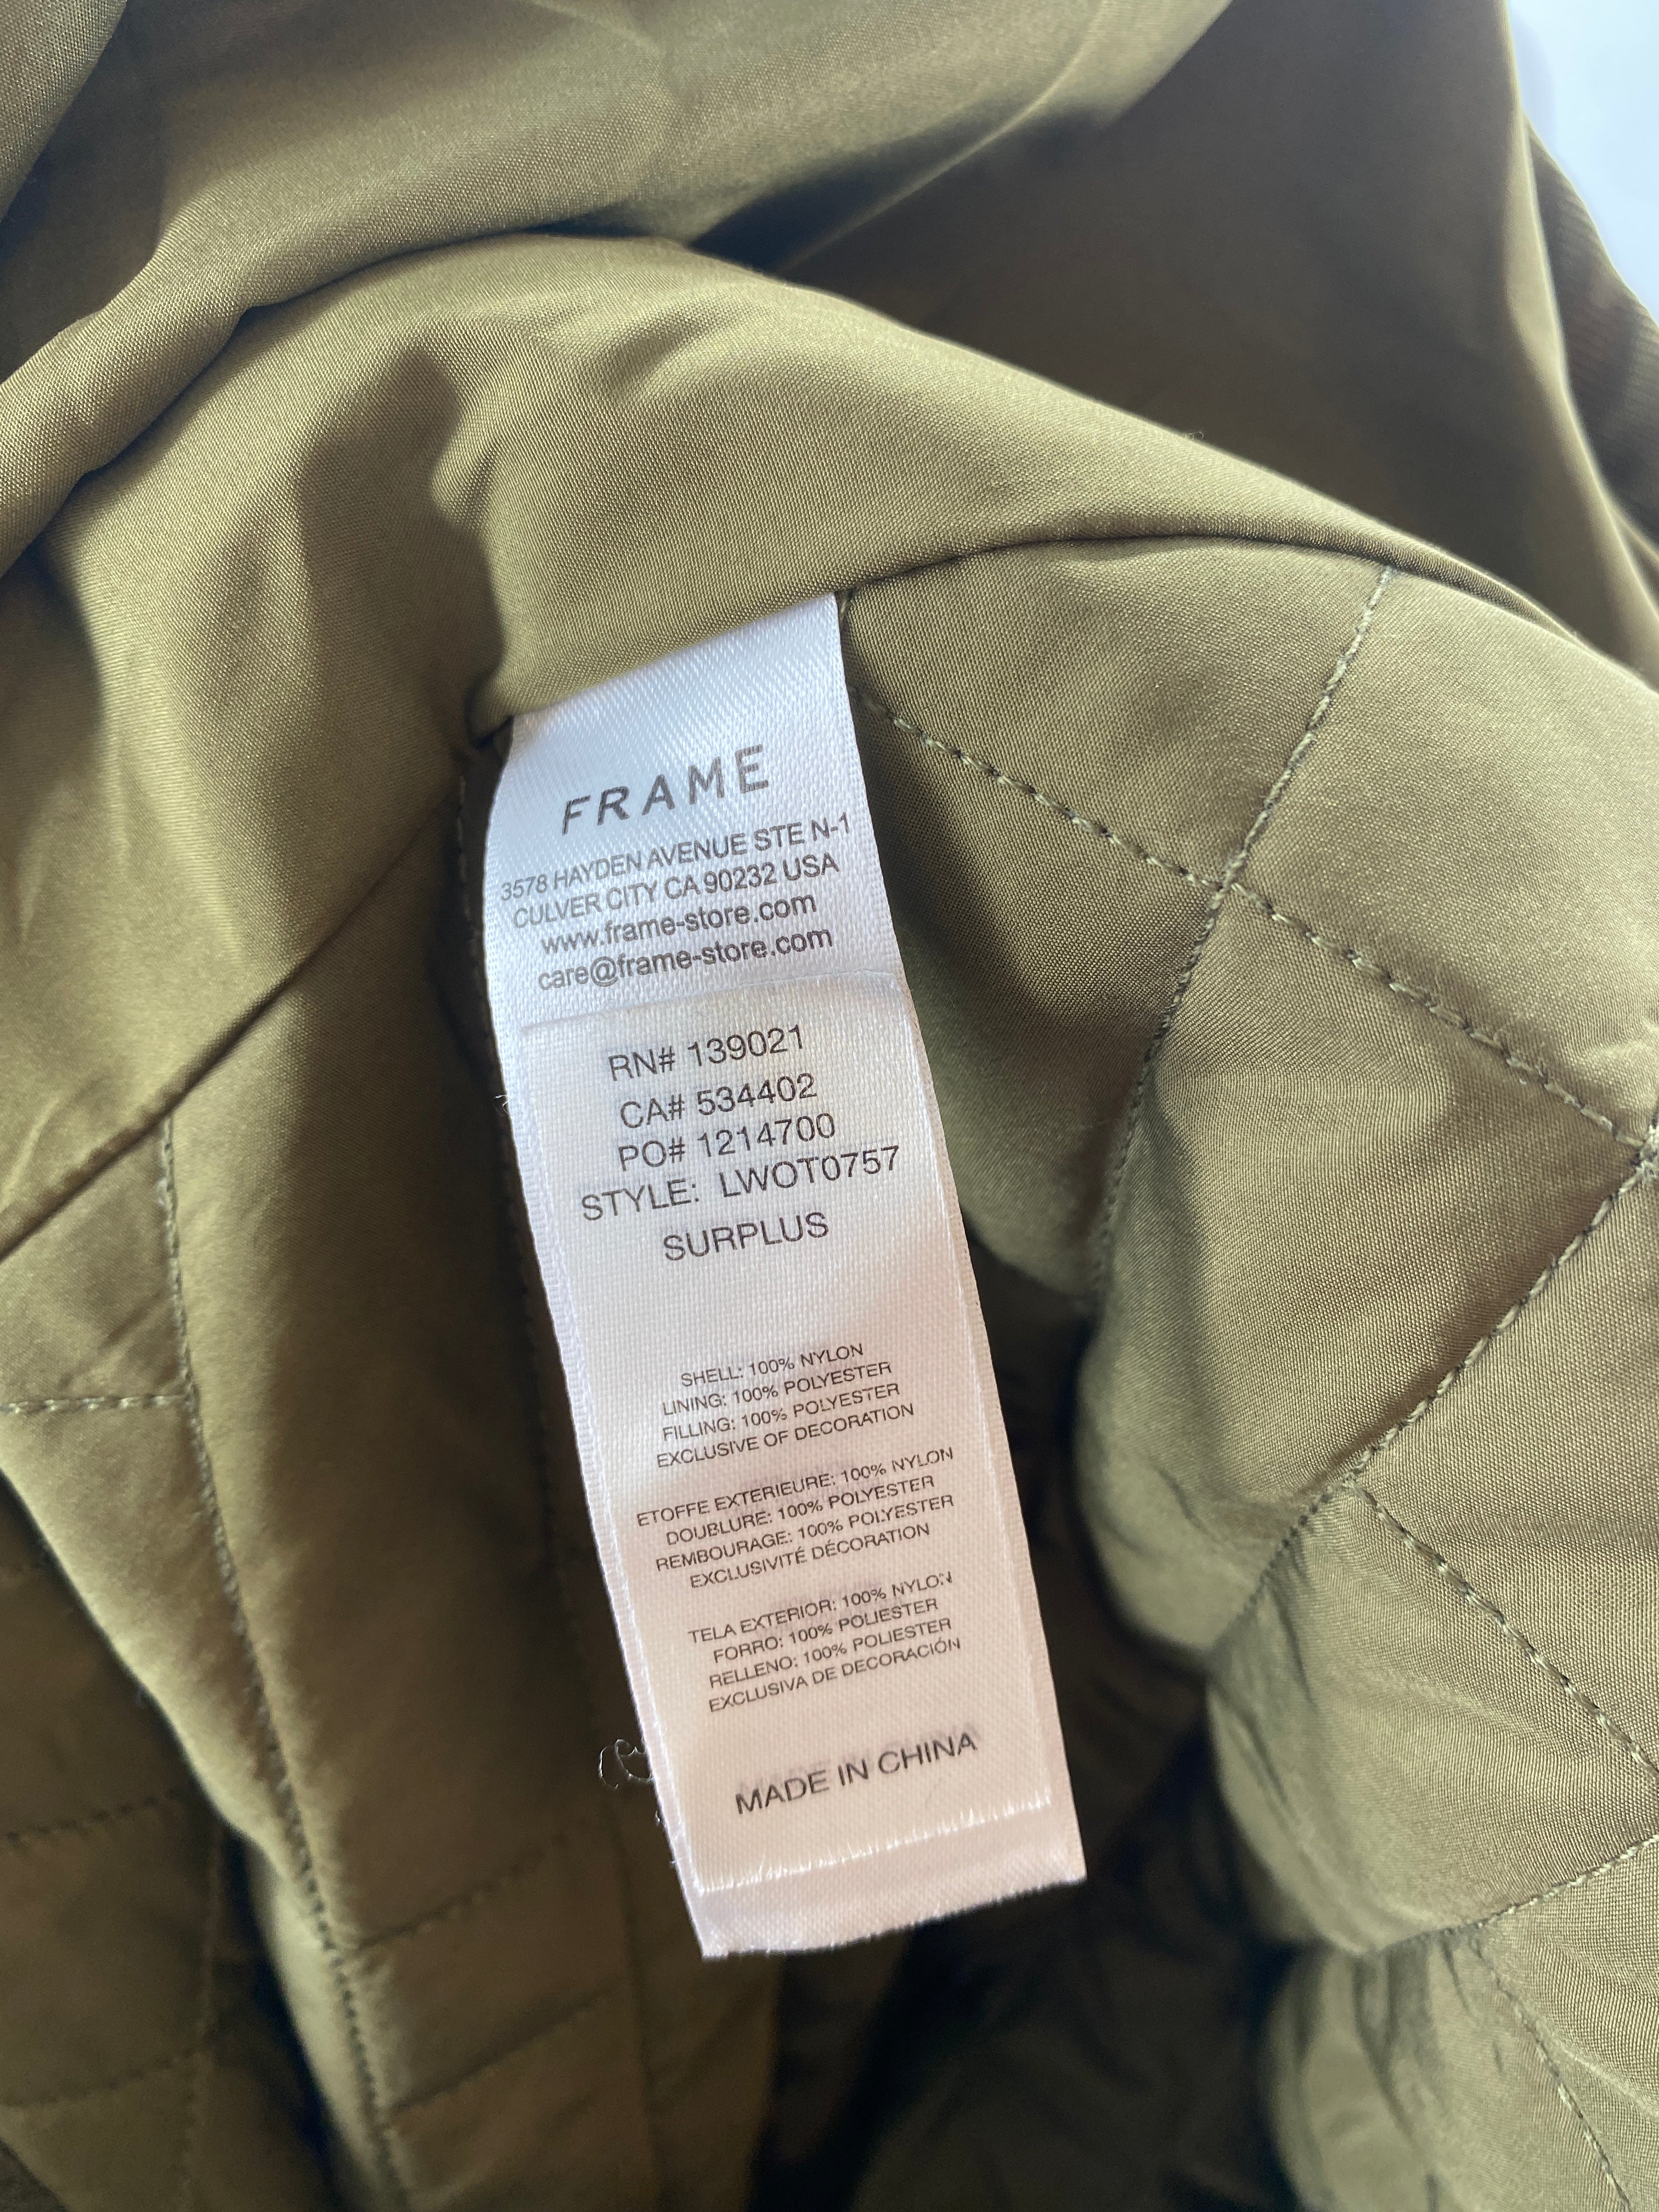 FRAME
3578 HAYDEN AVENUE STE N-1
CULVER CITY CA 90232 USA
www.frame-store.com
care@frame-store.com
RN# 139021
CA# 534402
PO# 1214700
STYLE: LWOT0757
SURPLUS
SHELL: 100% NYLON
LINING: 100% POLYESTER
FILLING: 100% POLYESTER
EXCLUSIVE OF DECORATION
ETOFFE EXTERIEURE: 100% NYLON
DOUBLURE: 100% POLYESTER
REMBOURAGE: 100% POLYESTER
EXCLUSIVITÉ DÉCORATION
TELA EXTERIOR: 100% NYLON
FORRO: 100% POLIESTER
RELLENO: 100% POLIESTER
EXCLUSIVA DE DECORACIÓN
MADE IN CHINA